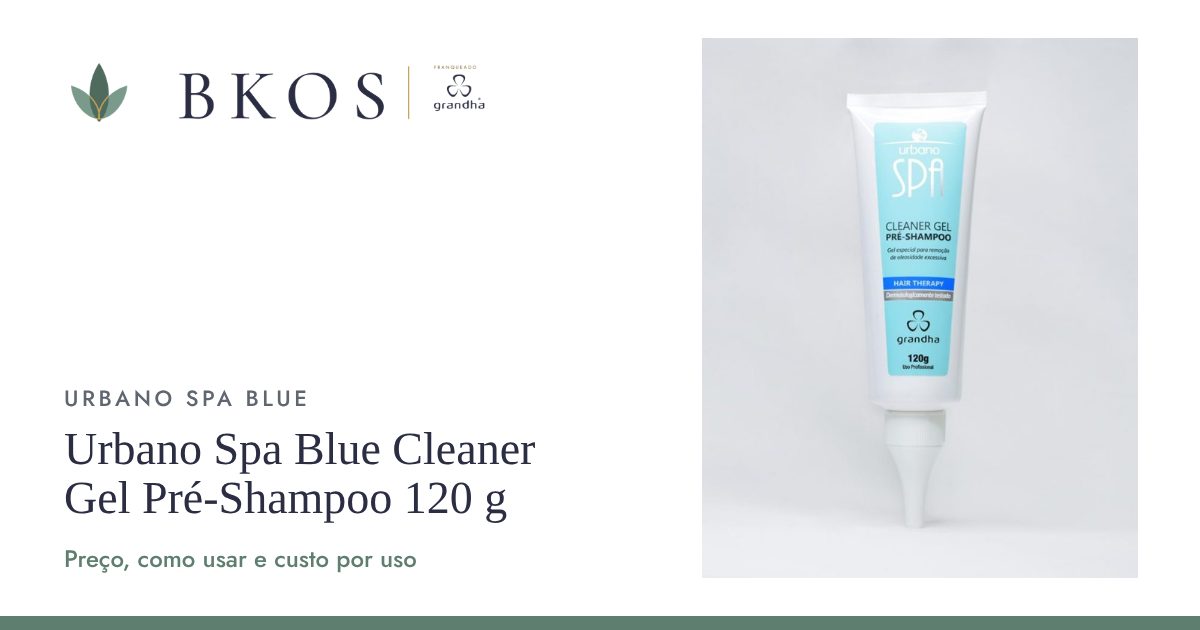 BKOS
FRANQUEADO
grandha
URBANO SPA BLUE
Urbano Spa Blue Cleaner
Gel Pré-Shampoo 120 g
Preço, como usar e custo por uso
urbano
SPA
CLEANER GEL
PRÉ-SHAMPOO
Gel especial para remoção
de oleosidade excessiva
HAIR THERAPY
Dermatologicamente testado
grandha
120g
Uso Profissional